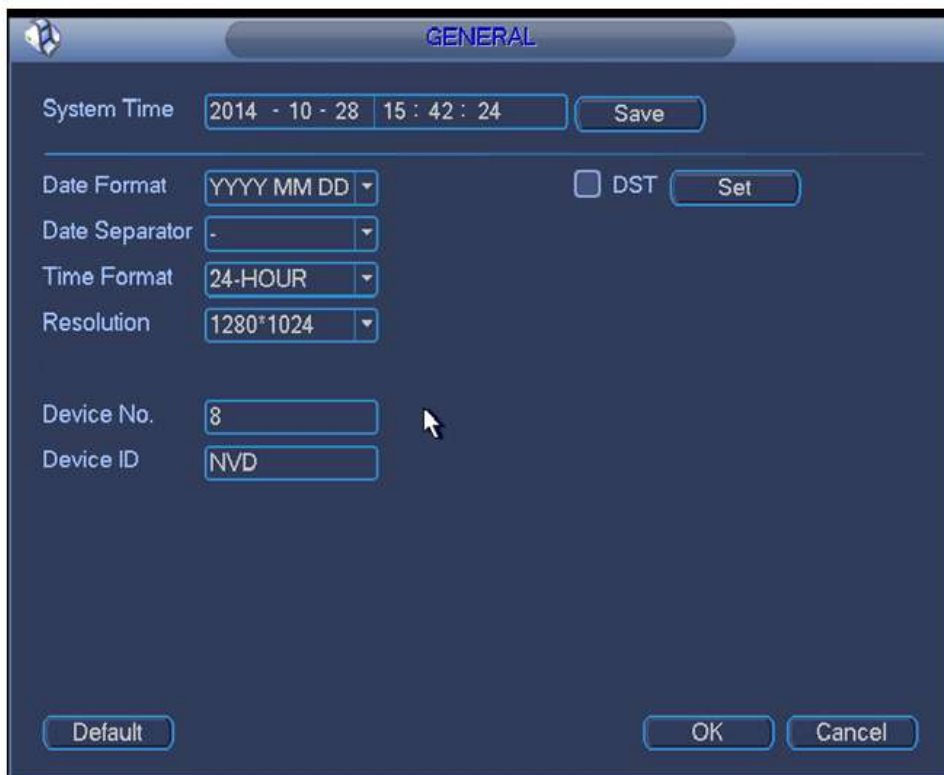 GENERAL
System Time 2014 - 10 - 28 15 : 42 : 24 Save
Date Format YYYY MM DD DST Set
Date Separator -
Time Format 24-HOUR
Resolution 1280*1024
Device No. 8
Device ID NVD
Default OK Cancel